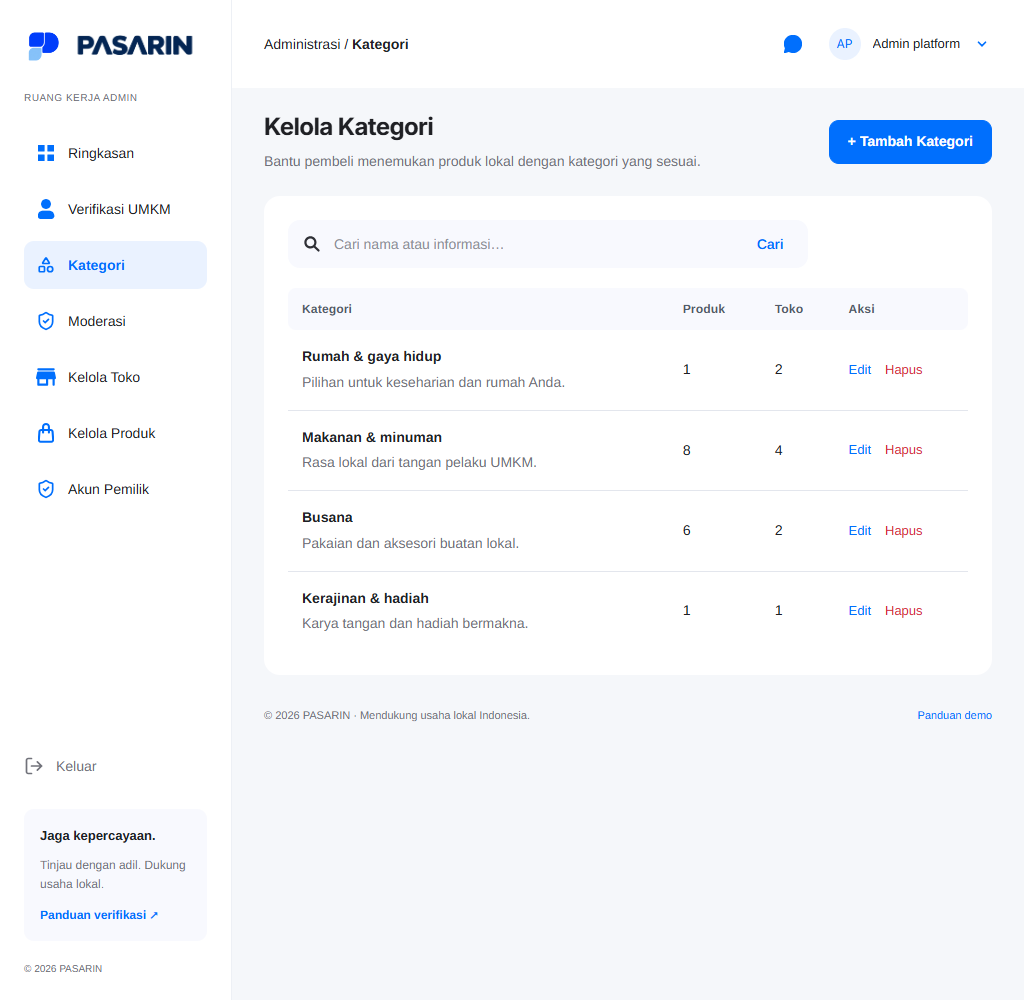 PASARIN
RUANG KERJA ADMIN
Ringkasan
Verifikasi UMKM
Kategori
Moderasi
Kelola Toko
Kelola Produk
Akun Pemilik
Keluar
Jaga kepercayaan.
Tinjau dengan adil. Dukung
usaha lokal.
Panduan verifikasi ↗
© 2026 PASARIN
Administrasi / Kategori
AP Admin platform
Kelola Kategori
Bantu pembeli menemukan produk lokal dengan kategori yang sesuai.
+ Tambah Kategori
Cari nama atau informasi… Cari
Kategori Produk Toko Aksi
Rumah & gaya hidup
Pilihan untuk keseharian dan rumah Anda.
1 2 Edit Hapus
Makanan & minuman
Rasa lokal dari tangan pelaku UMKM.
8 4 Edit Hapus
Busana
Pakaian dan aksesori buatan lokal.
6 2 Edit Hapus
Kerajinan & hadiah
Karya tangan dan hadiah bermakna.
1 1 Edit Hapus
© 2026 PASARIN · Mendukung usaha lokal Indonesia. Panduan demo